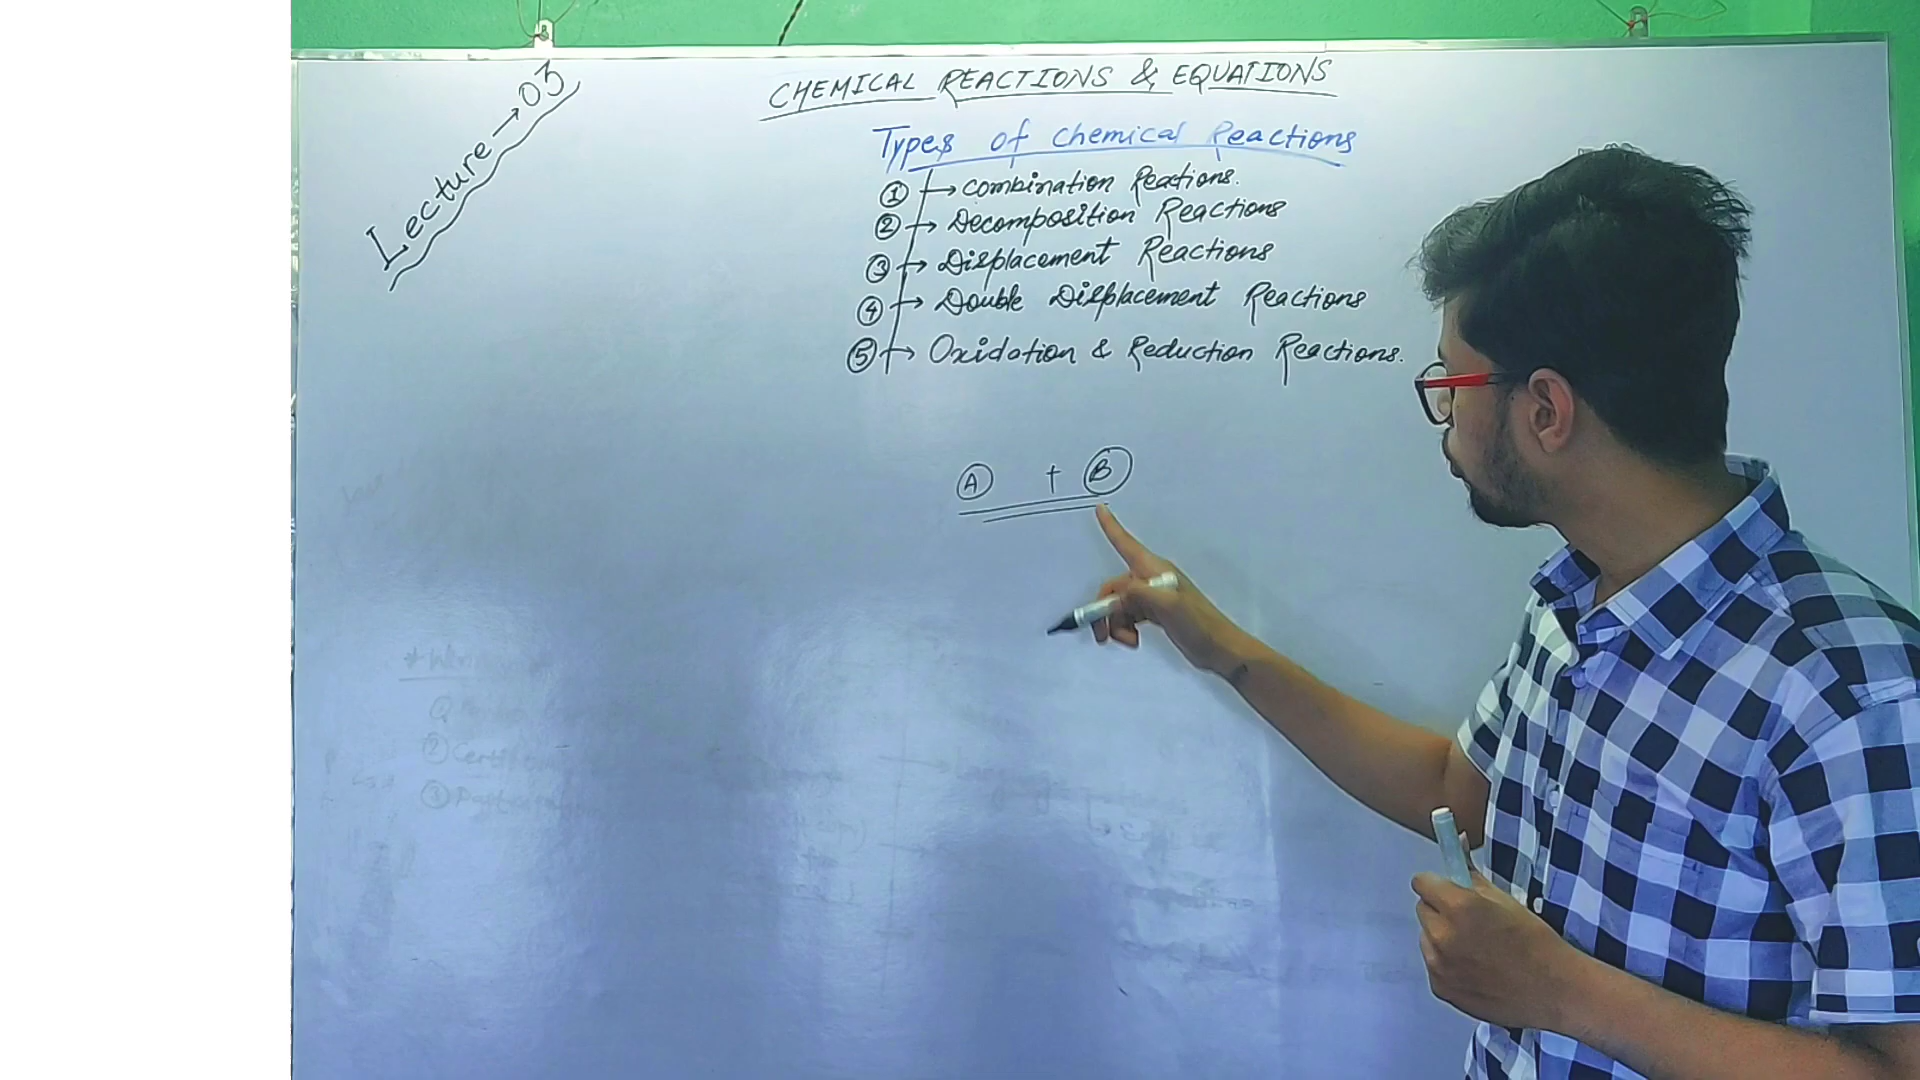 Lecture → 03
CHEMICAL REACTIONS & EQUATIONS
Types of Chemical Reactions
① → Combination Reactions.
② → Decomposition Reactions
③ → Displacement Reactions
④ → Double Displacement Reactions
⑤ → Oxidation & Reduction Reactions.
Ⓐ + Ⓑ